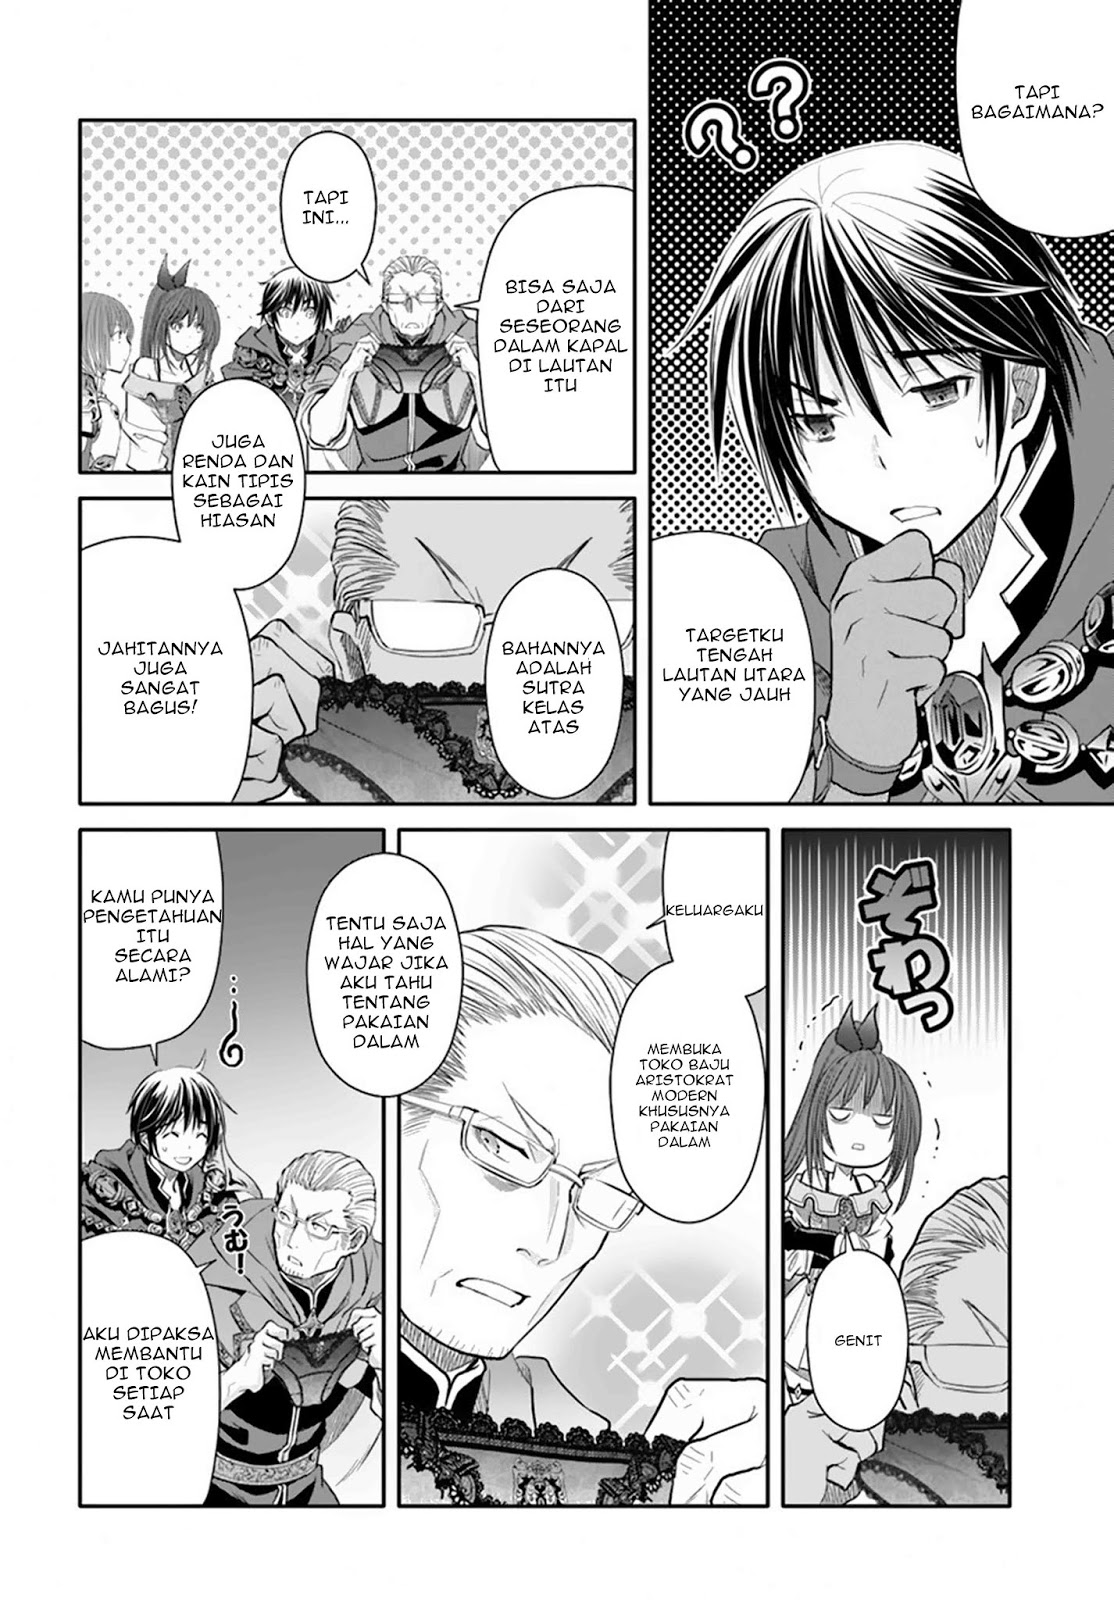 TAPI
BAGAIMANA?
??
TARGETKU
TENGAH
LAUTAN UTARA
YANG JAUH
BISA SAJA
DARI
SESEORANG
DALAM KAPAL
DI LAUTAN
ITU
TAPI
INI...
JUGA
RENDA DAN
KAIN TIPIS
SEBAGAI
HIASAN
BAHANNYA
ADALAH
SUTRA
KELAS
ATAS
JAHITANNYA
JUGA
SANGAT
BAGUS!
ぞわっ
GENIT
KELUARGAKU
MEMBUKA
TOKO BAJU
ARISTOKRAT
MODERN
KHUSUSNYA
PAKAIAN
DALAM
TENTU SAJA
HAL YANG
WAJAR JIKA
AKU TAHU
TENTANG
PAKAIAN
DALAM
KAMU PUNYA
PENGETAHUAN
ITU
SECARA
ALAMI?
うむ!
AKU DIPAKSA
MEMBANTU
DI TOKO
SETIAP
SAAT